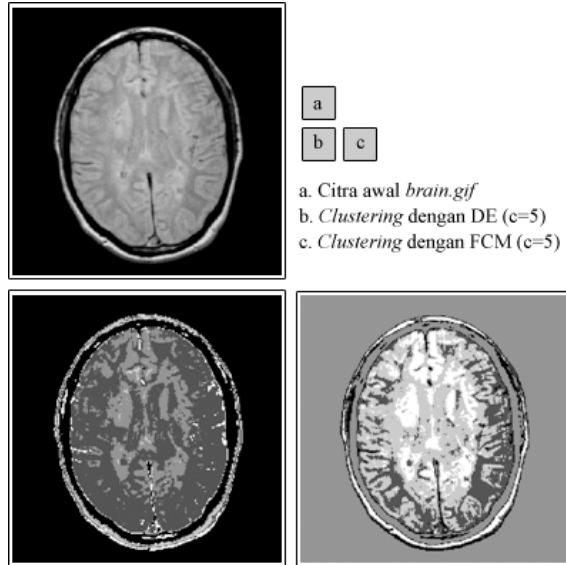 a
b c
a. Citra awal brain.gif
b. Clustering dengan DE (c=5)
c. Clustering dengan FCM (c=5)